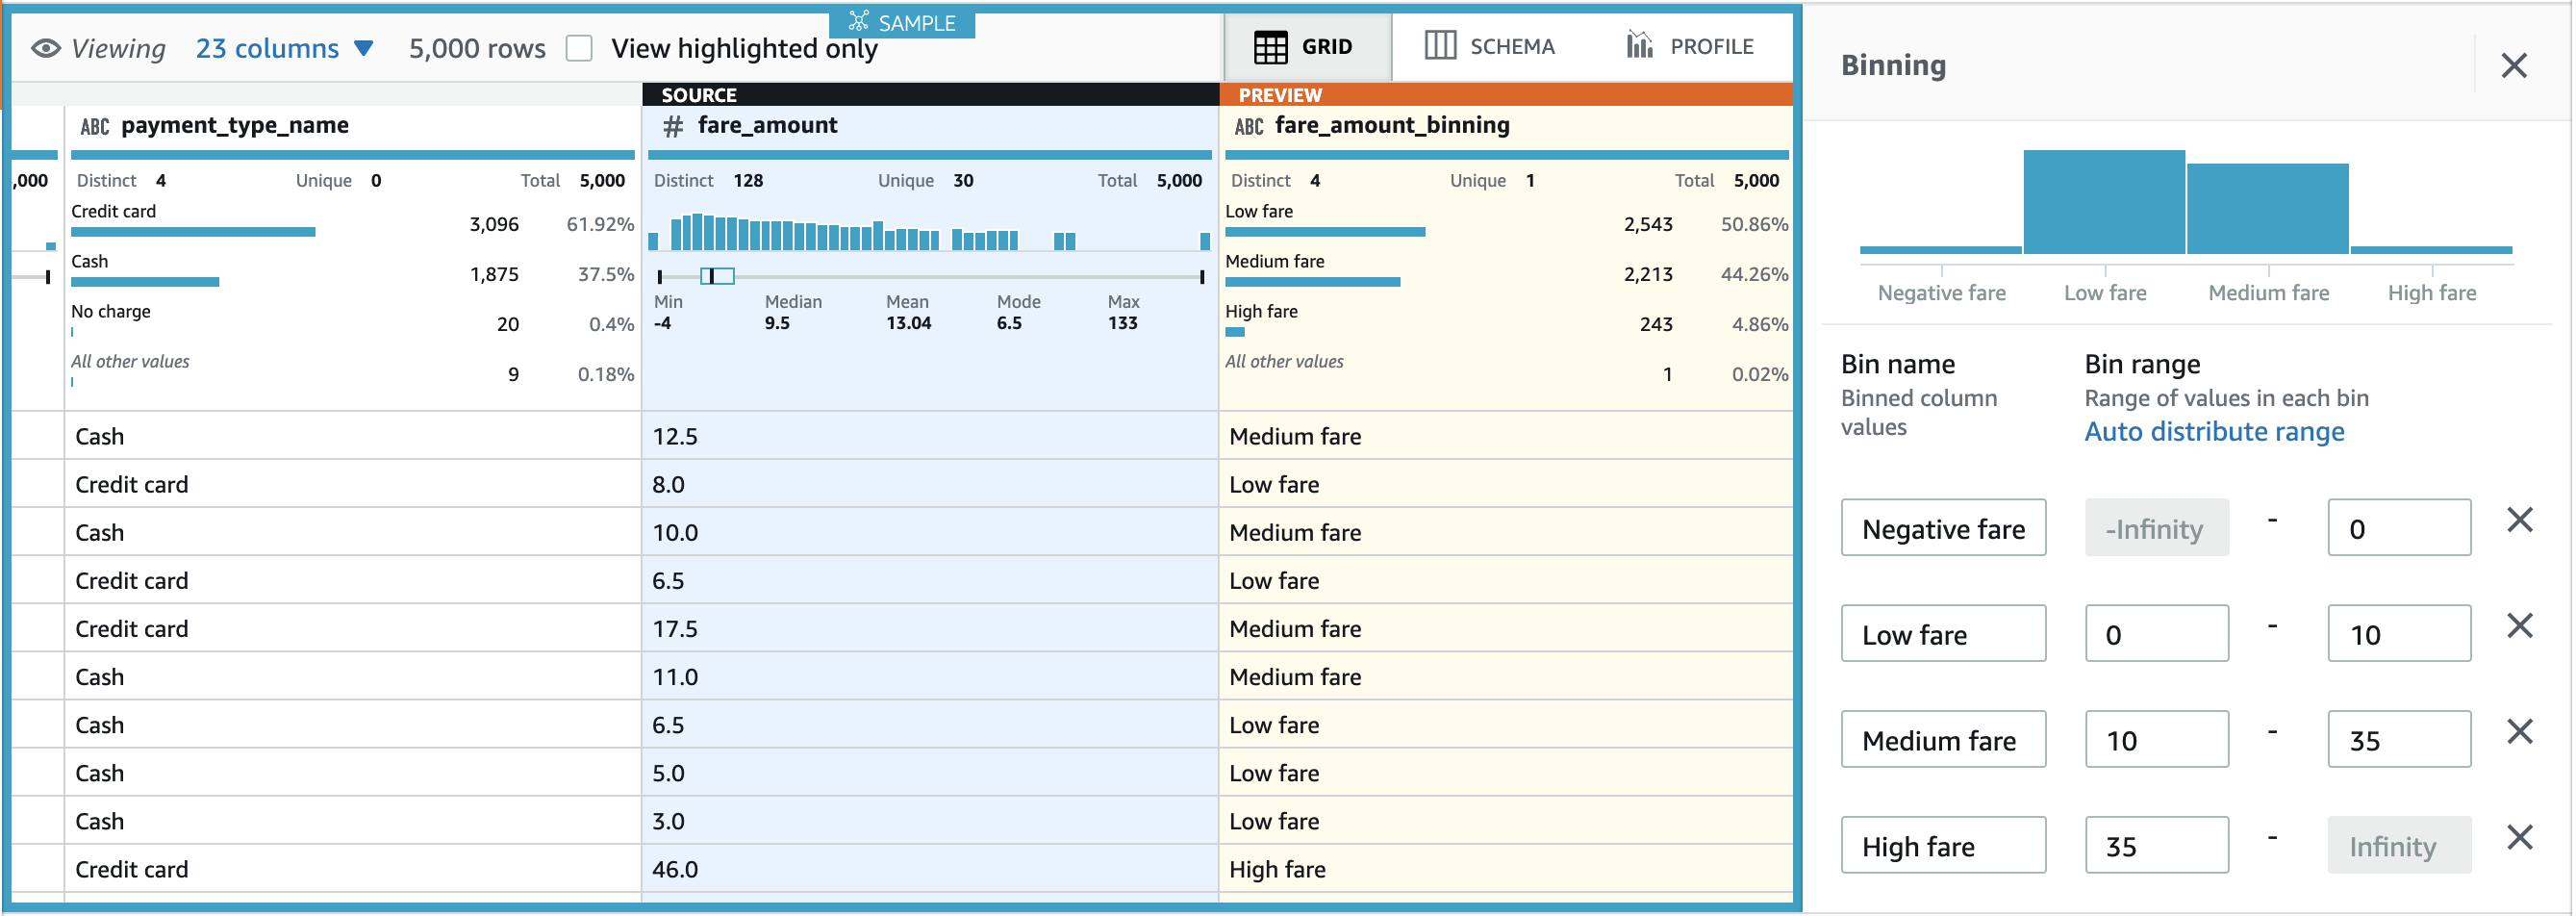 SAMPLE
Viewing 23 columns 5,000 rows View highlighted only
GRID SCHEMA PROFILE
SOURCE PREVIEW
,000
ABC payment_type_name
Distinct 4 Unique 0 Total 5,000
Credit card 3,096 61.92%
Cash 1,875 37.5%
No charge 20 0.4%
All other values 9 0.18%
# fare_amount
Distinct 128 Unique 30 Total 5,000
Min Median Mean Mode Max
-4 9.5 13.04 6.5 133
ABC fare_amount_binning
Distinct 4 Unique 1 Total 5,000
Low fare 2,543 50.86%
Medium fare 2,213 44.26%
High fare 243 4.86%
All other values 1 0.02%
Cash 12.5 Medium fare
Credit card 8.0 Low fare
Cash 10.0 Medium fare
Credit card 6.5 Low fare
Credit card 17.5 Medium fare
Cash 11.0 Medium fare
Cash 6.5 Low fare
Cash 5.0 Low fare
Cash 3.0 Low fare
Credit card 46.0 High fare
Binning
Negative fare Low fare Medium fare High fare
Bin name
Binned column
values
Bin range
Range of values in each bin
Auto distribute range
Negative fare -Infinity - 0
Low fare 0 - 10
Medium fare 10 - 35
High fare 35 - Infinity